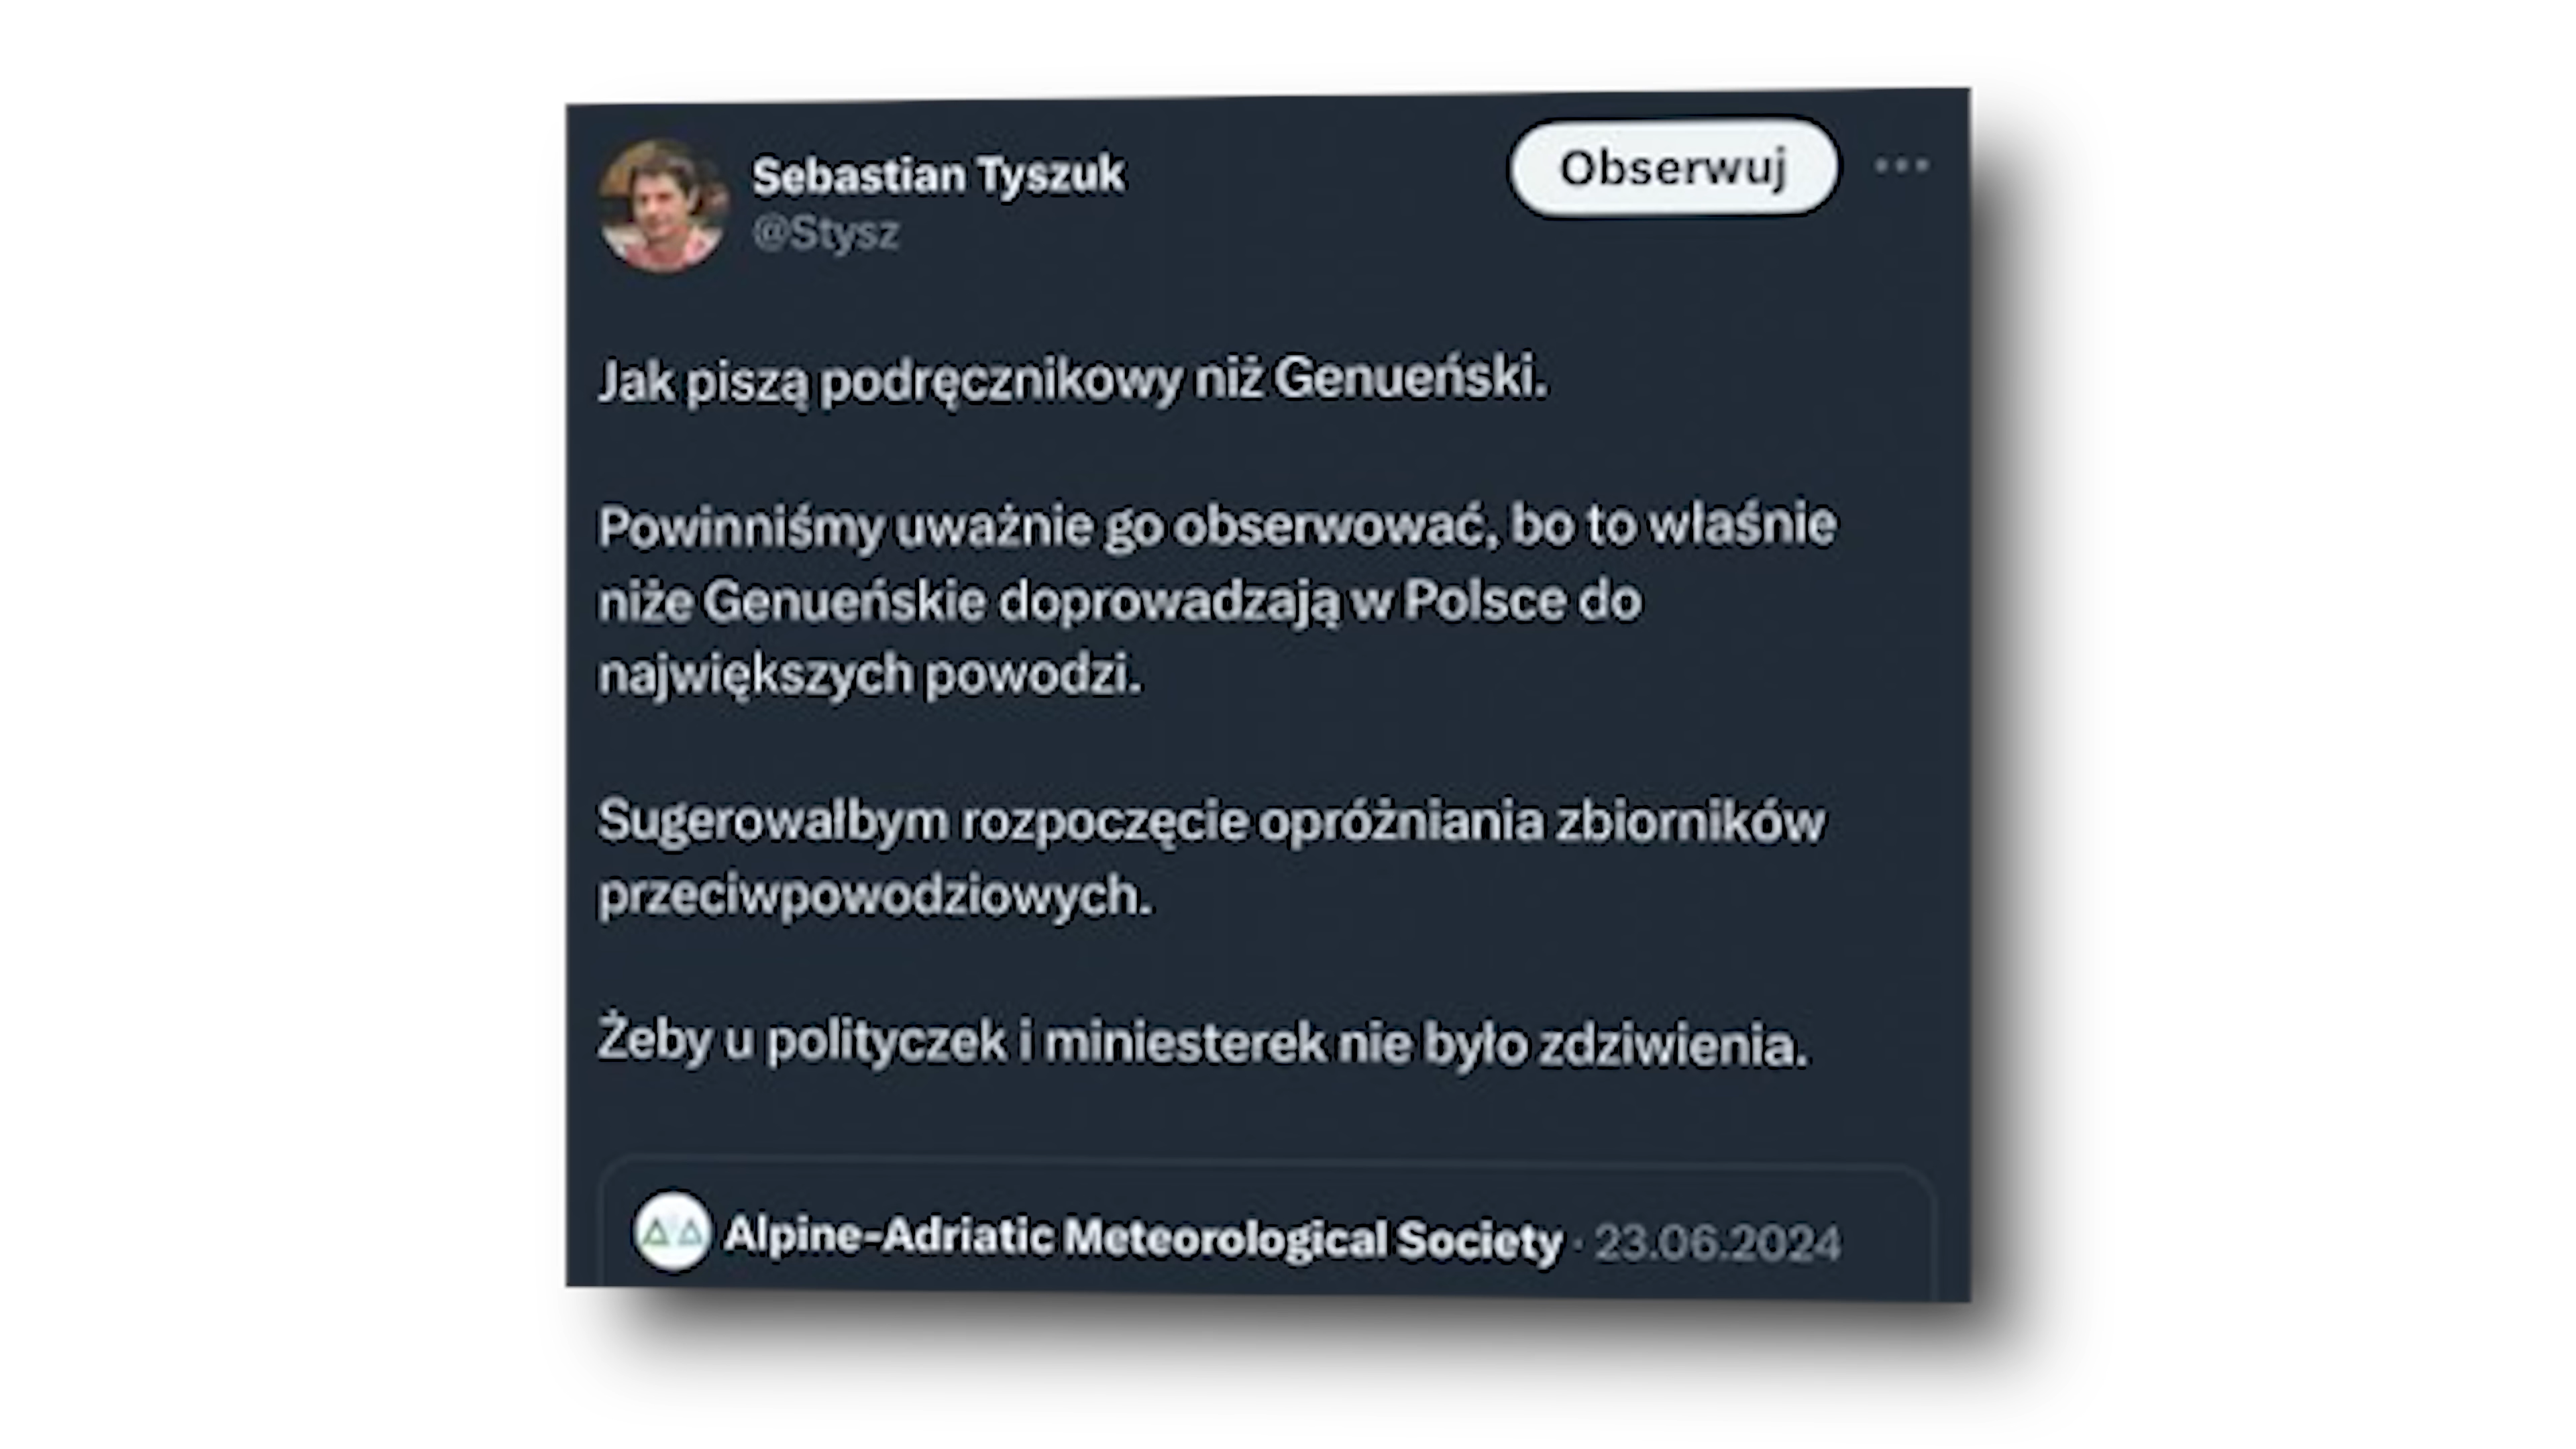 Sebastian Tyszuk
@Stysz
Obserwuj
Jak piszą podręcznikowy niż Genueński.
Powinniśmy uważnie go obserwować, bo to właśnie
niże Genueńskie doprowadzają w Polsce do
największych powodzi.
Sugerowałbym rozpoczęcie opróżniania zbiorników
przeciwpowodziowych.
Żeby u polityczek i miniesterek nie było zdziwienia.
Alpine-Adriatic Meteorological Society · 23.06.2024